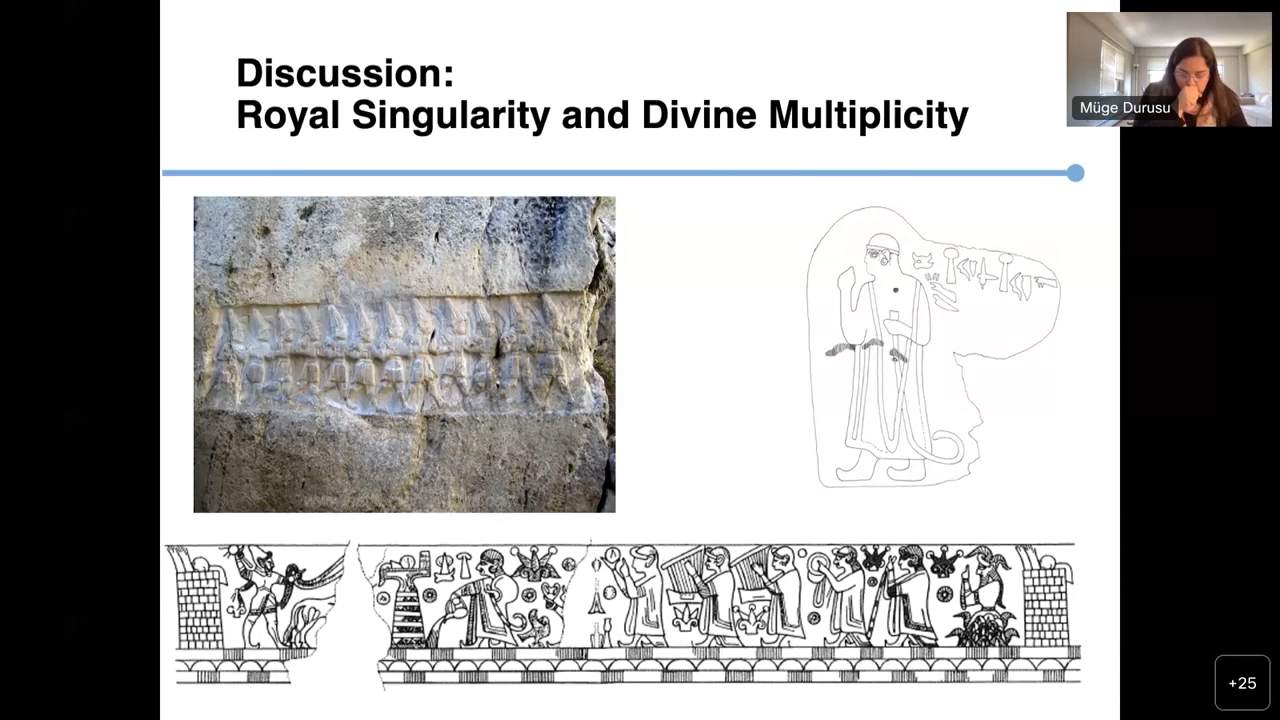 Discussion:
Royal Singularity and Divine Multiplicity
Müge Durusu
+25